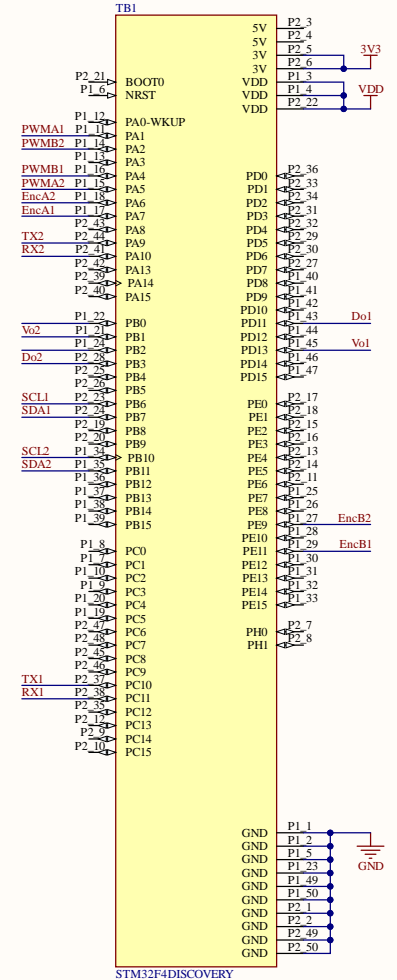 TB1
P2_21 BOOT0
P1_6 NRST
P1_12 PA0-WKUP
PWMA1 P1_11 PA1
PWMB2 P1_14 PA2
P1_13 PA3
PWMB1 P1_16 PA4
PWMA2 P1_15 PA5
EncA2 P1_18 PA6
EncA1 P1_17 PA7
P2_43 PA8
TX2 P2_44 PA9
RX2 P2_41 PA10
P2_42 PA13
P2_39 PA14
P2_40 PA15
P1_22 PB0
Vo2 P1_21 PB1
P1_24 PB2
Do2 P2_28 PB3
P2_25 PB4
P2_26 PB5
SCL1 P2_23 PB6
SDA1 P2_24 PB7
P2_19 PB8
P2_20 PB9
SCL2 P1_34 PB10
SDA2 P1_35 PB11
P1_36 PB12
P1_37 PB13
P1_38 PB14
P1_39 PB15
P1_8 PC0
P1_7 PC1
P1_10 PC2
P1_9 PC3
P1_20 PC4
P1_19 PC5
P2_47 PC6
P2_48 PC7
P2_45 PC8
P2_46 PC9
TX1 P2_37 PC10
RX1 P2_38 PC11
P2_35 PC12
P2_12 PC13
P2_9 PC14
P2_10 PC15
5V P2_3
5V P2_4
3V P2_5 3V3
3V P2_6
VDD P1_3
VDD P1_4 VDD
VDD P2_22
PD0 P2_36
PD1 P2_33
PD2 P2_34
PD3 P2_31
PD4 P2_32
PD5 P2_29
PD6 P2_30
PD7 P2_27
PD8 P1_40
PD9 P1_41
PD10 P1_42
PD11 P1_43 Do1
PD12 P1_44
PD13 P1_45 Vo1
PD14 P1_46
PD15 P1_47
PE0 P2_17
PE1 P2_18
PE2 P2_15
PE3 P2_16
PE4 P2_13
PE5 P2_14
PE6 P2_11
PE7 P1_25
PE8 P1_26
PE9 P1_27 EncB2
PE10 P1_28
PE11 P1_29 EncB1
PE12 P1_30
PE13 P1_31
PE14 P1_32
PE15 P1_33
PH0 P2_7
PH1 P2_8
GND P1_1
GND P1_2
GND P1_5 GND
GND P1_23
GND P1_49
GND P1_50
GND P2_1
GND P2_2
GND P2_49
GND P2_50
STM32F4DISCOVERY